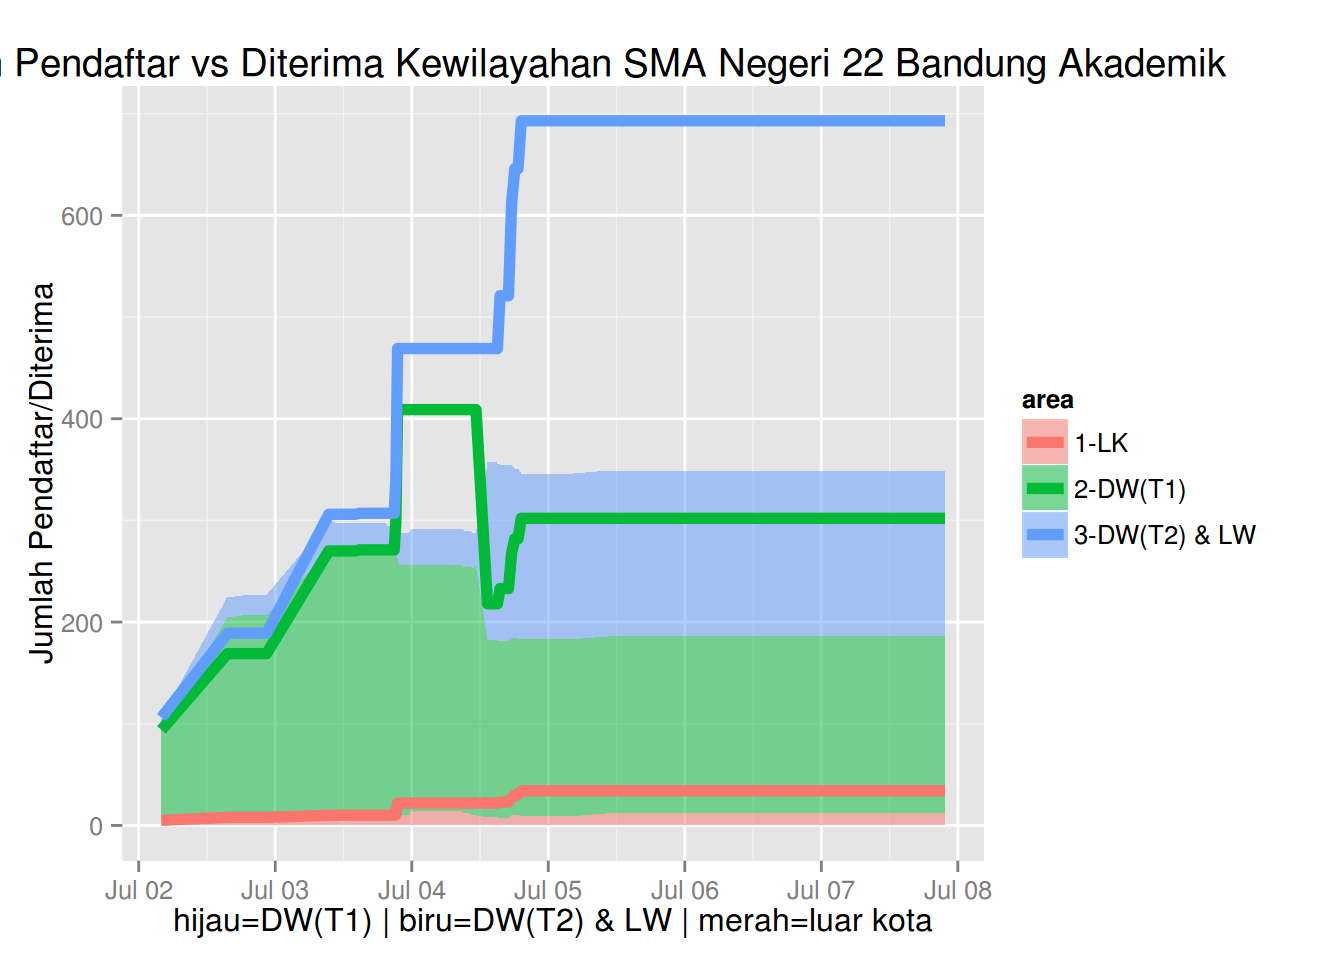 Pendaftar vs Diterima Kewilayahan SMA Negeri 22 Bandung Akademik
Jumlah Pendaftar/Diterima
600
400
200
0
Jul 02 Jul 03 Jul 04 Jul 05 Jul 06 Jul 07 Jul 08
hijau=DW(T1) | biru=DW(T2) & LW | merah=luar kota
area
1-LK
2-DW(T1)
3-DW(T2) & LW